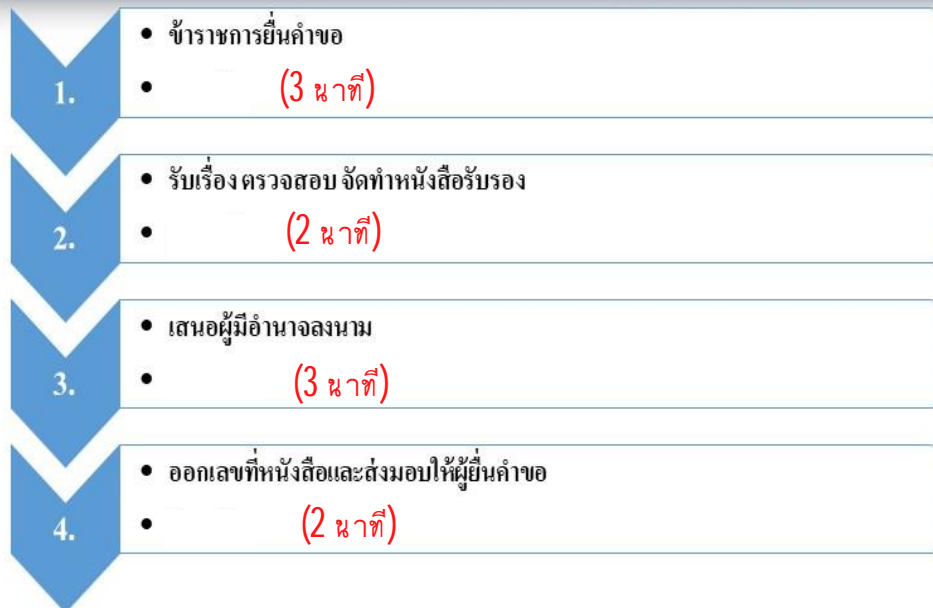 1.
• ข้าราชการยื่นคำขอ
• (3 นาที)
2.
• รับเรื่อง ตรวจสอบ จัดทำหนังสือรับรอง
• (2 นาที)
3.
• เสนอผู้มีอำนาจลงนาม
• (3 นาที)
4.
• ออกเลขที่หนังสือและส่งมอบให้ผู้ยื่นคำขอ
• (2 นาที)